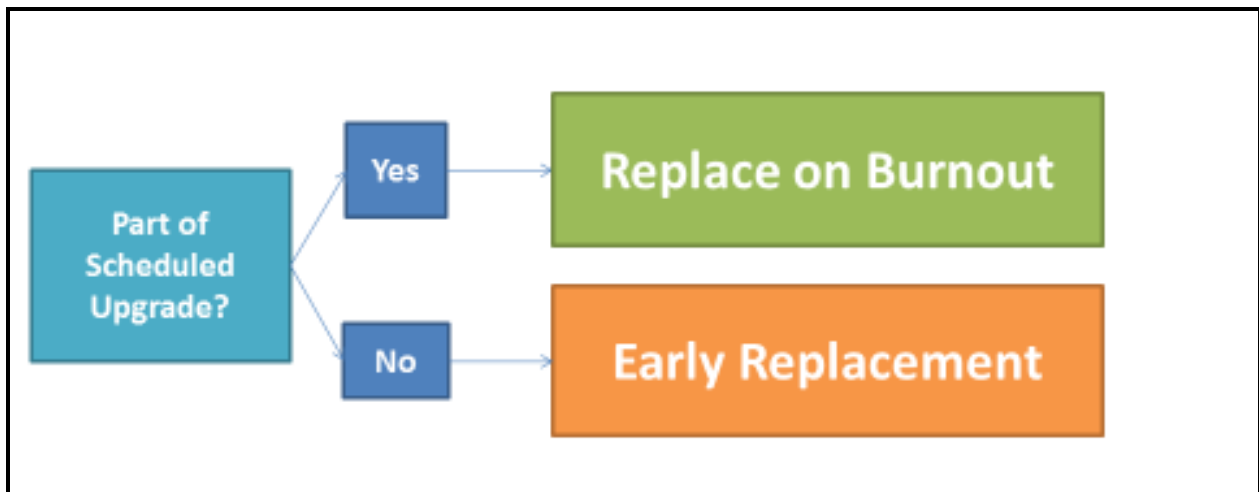 Part of
Scheduled
Upgrade?
Yes
Replace on Burnout
No
Early Replacement